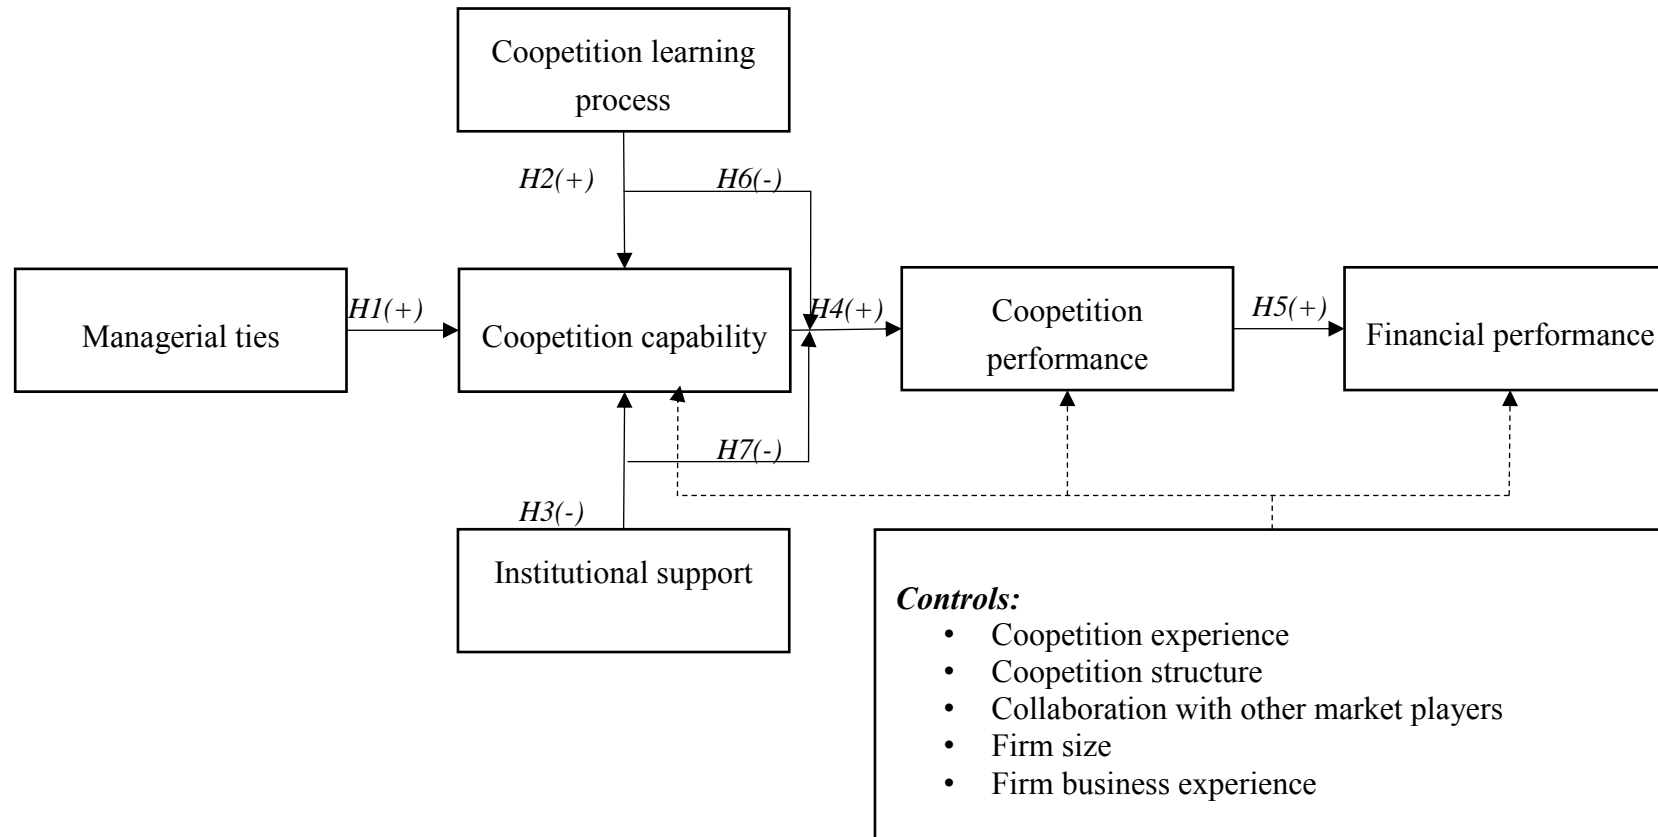 Coopetition learning
process
H2(+)
H6(-)
Managerial ties
H1(+)
Coopetition capability
H4(+)
Coopetition
performance
H5(+)
Financial performance
H7(-)
H3(-)
Institutional support
Controls:
• Coopetition experience
• Coopetition structure
• Collaboration with other market players
• Firm size
• Firm business experience